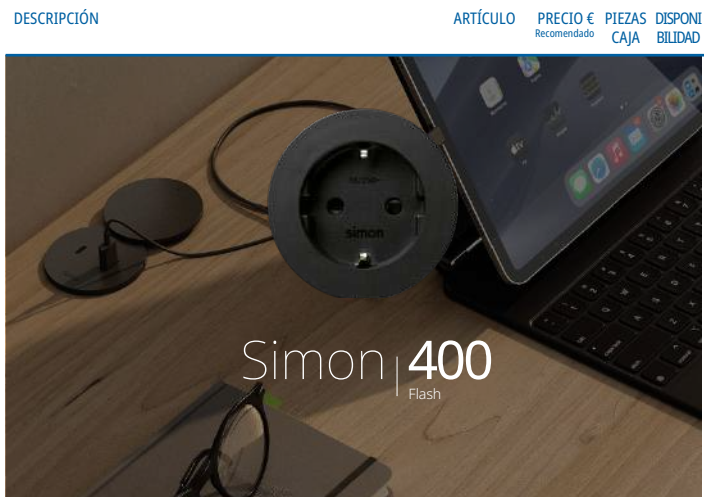 DESCRIPCIÓN ARTÍCULO PRECIO € PIEZAS DISPONI
Recomendado CAJA BILIDAD
simon
Simon | 400
Flash